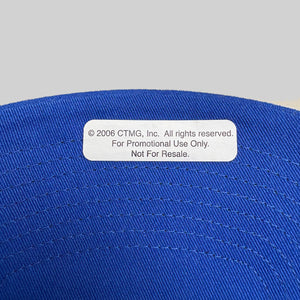 © 2006 CTMG, Inc. All rights reserved.
For Promotional Use Only.
Not For Resale.